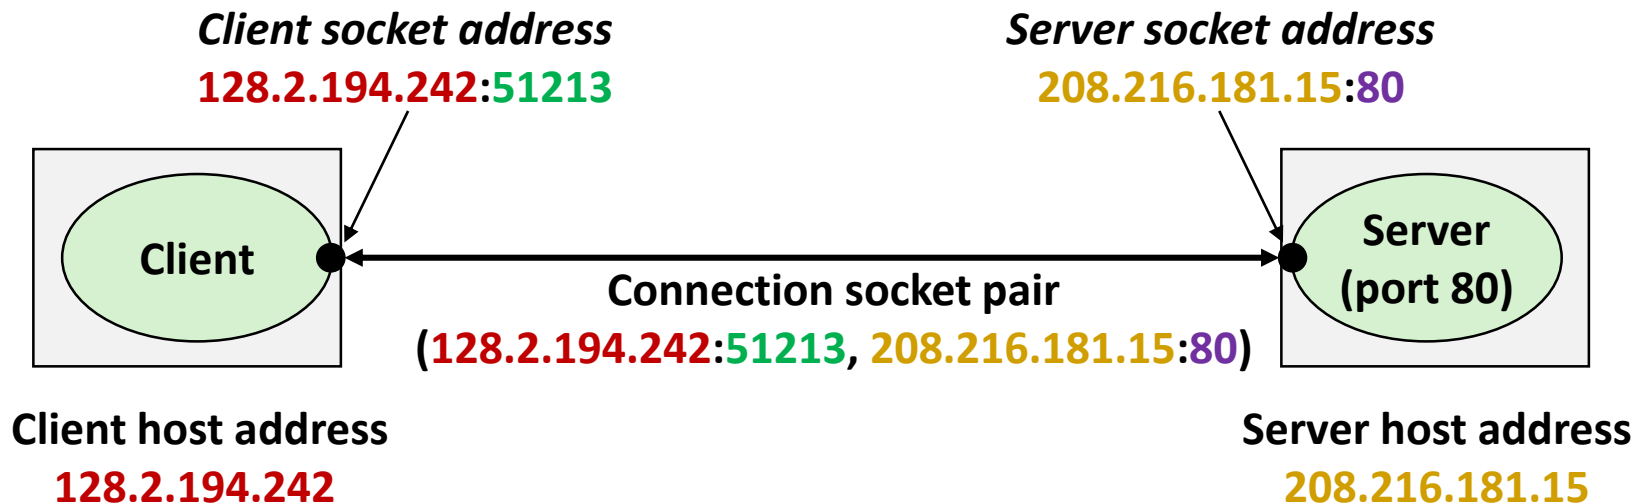 Client socket address
128.2.194.242:51213
Server socket address
208.216.181.15:80
Client
Server
(port 80)
Connection socket pair
(128.2.194.242:51213, 208.216.181.15:80)
Client host address
128.2.194.242
Server host address
208.216.181.15